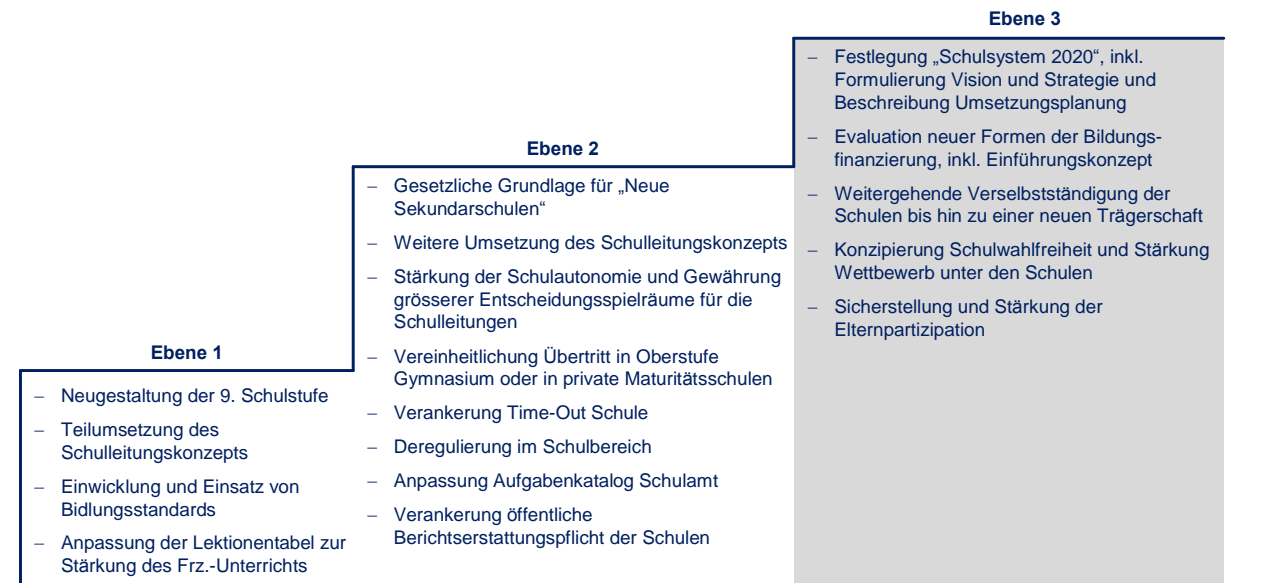 Ebene 1
– Neugestaltung der 9. Schulstufe
– Teilumsetzung des
Schulleitungskonzepts
– Einwicklung und Einsatz von
Bidlungsstandards
– Anpassung der Lektionentabel zur
Stärkung des Frz.-Unterrichts
Ebene 2
– Gesetzliche Grundlage für „Neue
Sekundarschulen“
– Weitere Umsetzung des Schulleitungskonzepts
– Stärkung der Schulautonomie und Gewährung
grösserer Entscheidungsspielräume für die
Schulleitungen
– Vereinheitlichung Übertritt in Oberstufe
Gymnasium oder in private Maturitätsschulen
– Verankerung Time-Out Schule
– Deregulierung im Schulbereich
– Anpassung Aufgabenkatalog Schulamt
– Verankerung öffentliche
Berichtserstattungspflicht der Schulen
Ebene 3
– Festlegung „Schulsystem 2020“, inkl.
Formulierung Vision und Strategie und
Beschreibung Umsetzungsplanung
– Evaluation neuer Formen der Bildungs-
finanzierung, inkl. Einführungskonzept
– Weitergehende Verselbstständigung der
Schulen bis hin zu einer neuen Trägerschaft
– Konzipierung Schulwahlfreiheit und Stärkung
Wettbewerb unter den Schulen
– Sicherstellung und Stärkung der
Elternpartizipation